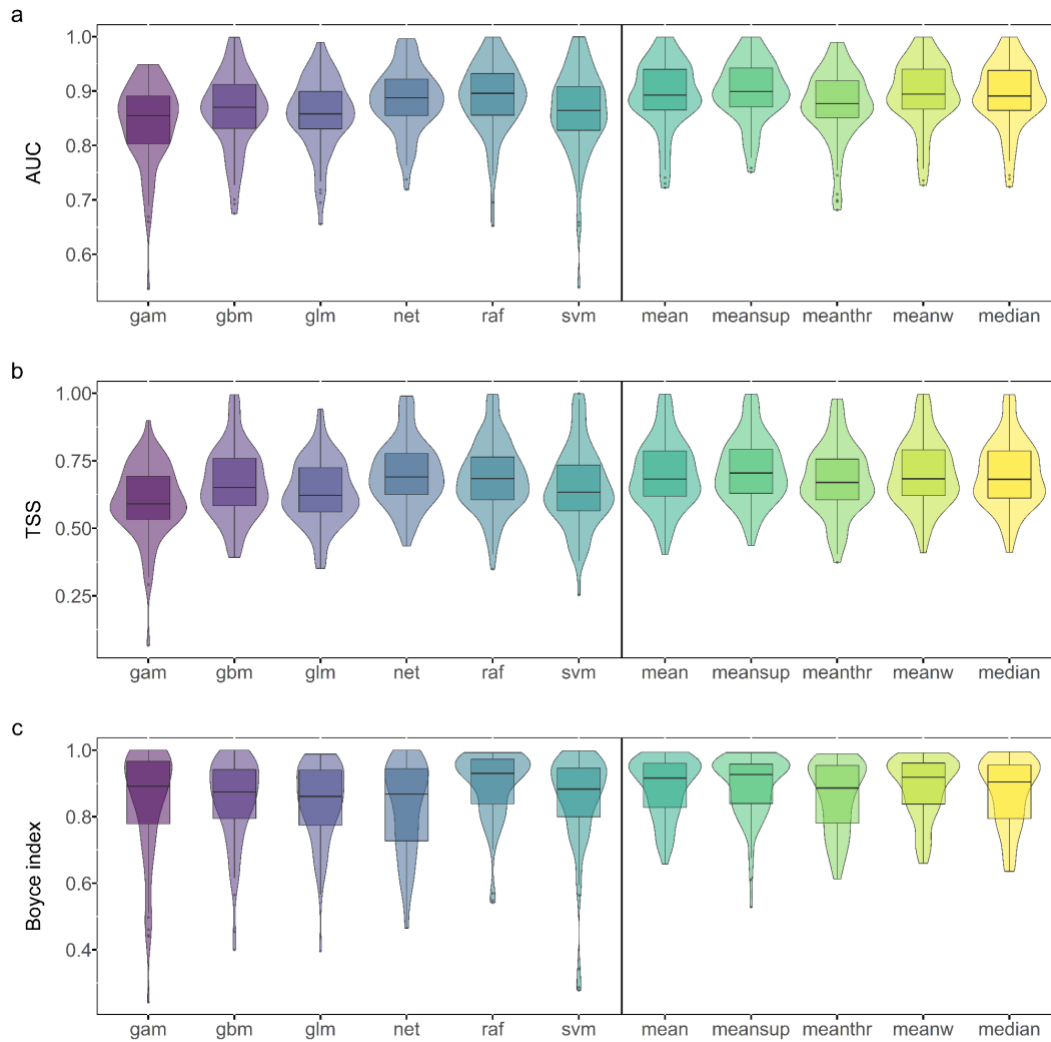 a
1.0
0.9
0.8
0.7
0.6
AUC
gam gbm glm net raf svm mean meansup meanthr meanw median
b
1.00
0.75
0.50
0.25
TSS
gam gbm glm net raf svm mean meansup meanthr meanw median
c
1.0
0.8
0.6
0.4
Boyce index
gam gbm glm net raf svm mean meansup meanthr meanw median